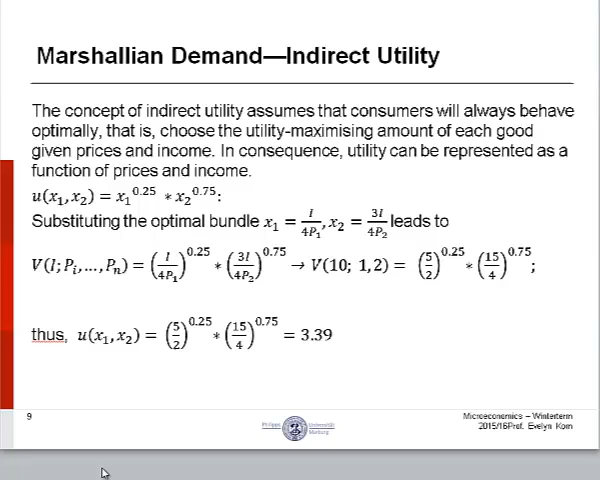 Marshallian Demand—Indirect Utility
The concept of indirect utility assumes that consumers will always behave
optimally, that is, choose the utility-maximising amount of each good
given prices and income. In consequence, utility can be represented as a
function of prices and income.
u(x₁,x₂) = x₁^0.25 * x₂^0.75:
Substituting the optimal bundle x₁ = I/4P₁, x₂ = 3I/4P₂ leads to
V(I; Pᵢ,...,Pₙ) = (I/4P₁)^0.25 * (3I/4P₂)^0.75 → V(10; 1,2) = (5/2)^0.25 * (15/4)^0.75;
thus, u(x₁,x₂) = (5/2)^0.25 * (15/4)^0.75 = 3.39
9
Philipps Universität
Marburg
Microeconomics – Winterterm
2015/16Prof. Evelyn Korn